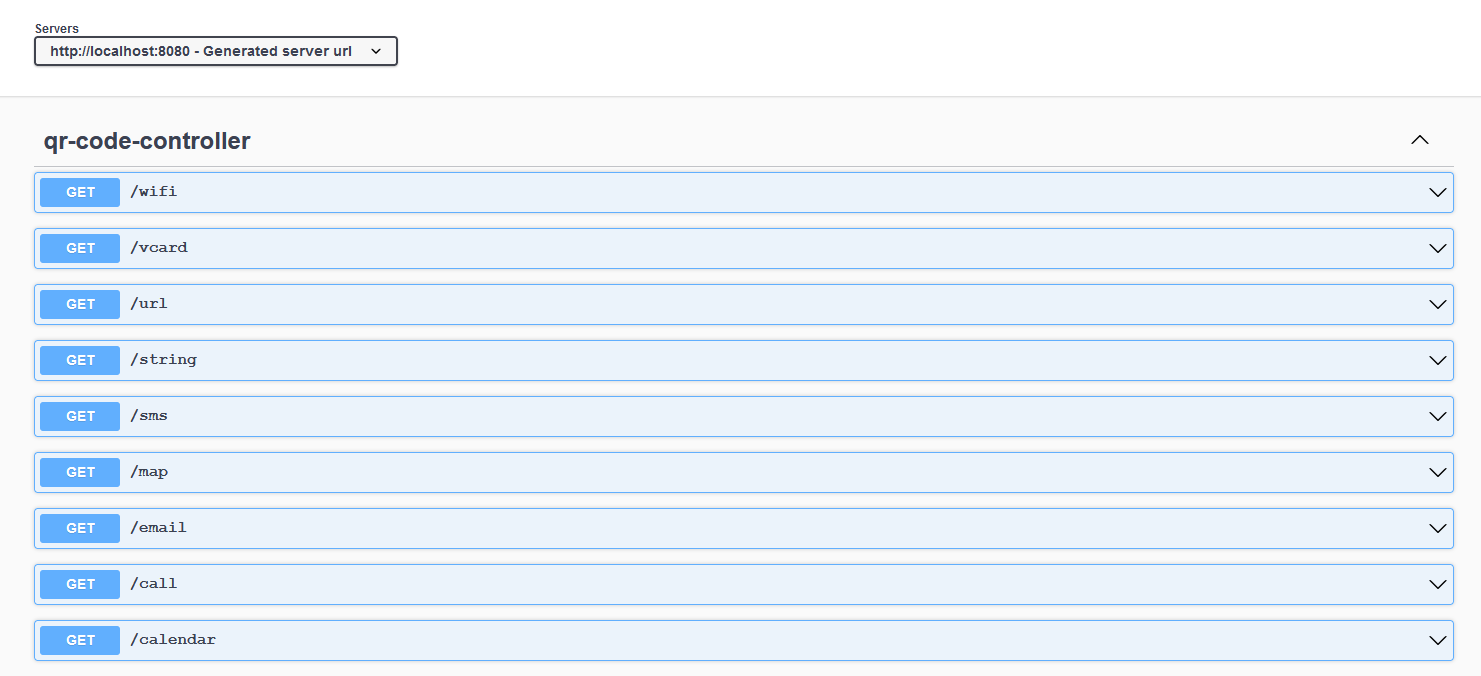 Servers
http://localhost:8080 - Generated server url
qr-code-controller
GET /wifi
GET /vcard
GET /url
GET /string
GET /sms
GET /map
GET /email
GET /call
GET /calendar